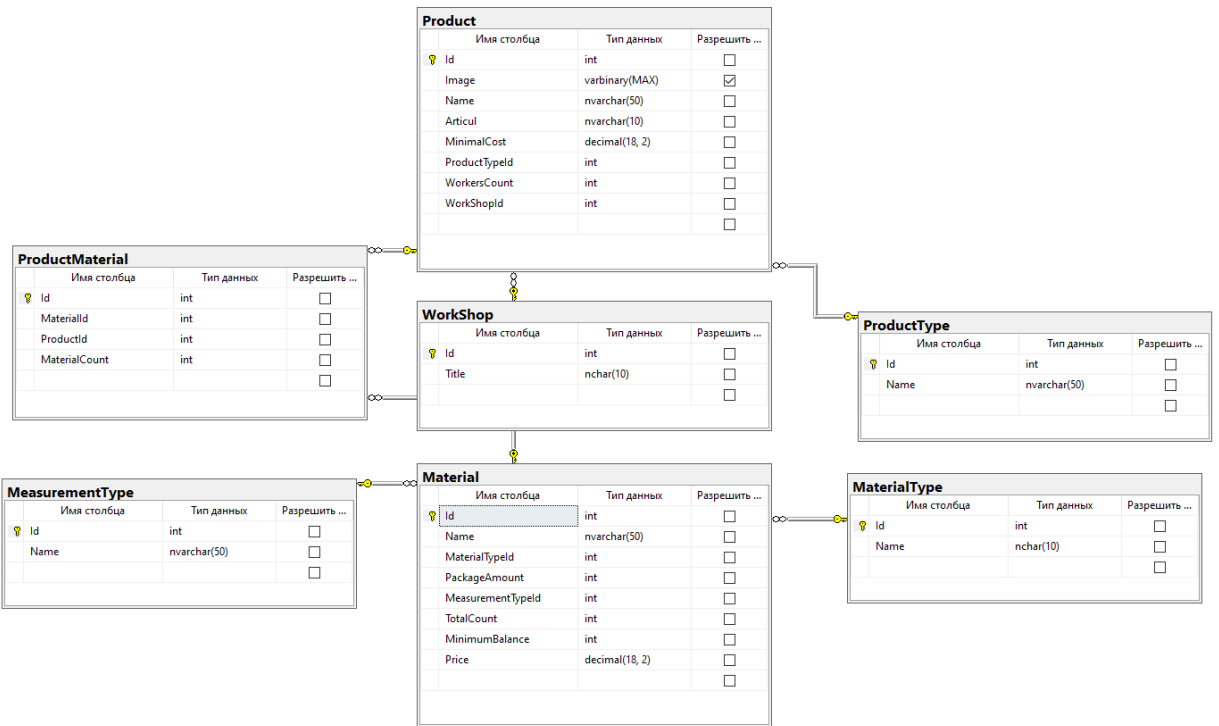 Product
Имя столбца Тип данных Разрешить ...
Id int
Image varbinary(MAX)
Name nvarchar(50)
Articul nvarchar(10)
MinimalCost decimal(18, 2)
ProductTypeId int
WorkersCount int
WorkShopId int
ProductMaterial
Имя столбца Тип данных Разрешить ...
Id int
MaterialId int
ProductId int
MaterialCount int
WorkShop
Имя столбца Тип данных Разрешить ...
Id int
Title nchar(10)
ProductType
Имя столбца Тип данных Разрешить ...
Id int
Name nvarchar(50)
MeasurementType
Имя столбца Тип данных Разрешить ...
Id int
Name nvarchar(50)
Material
Имя столбца Тип данных Разрешить ...
Id int
Name nvarchar(50)
MaterialTypeId int
PackageAmount int
MeasurementTypeId int
TotalCount int
MinimumBalance int
Price decimal(18, 2)
MaterialType
Имя столбца Тип данных Разрешить ...
Id int
Name nchar(10)